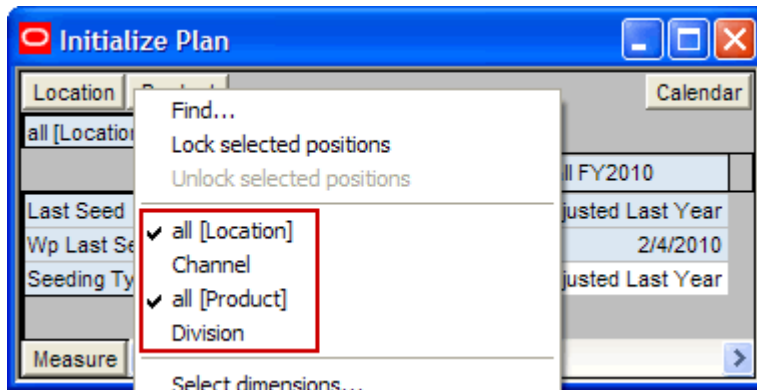 Initialize Plan
Location
Calendar
Find...
all [Location
Lock selected positions
Unlock selected positions
FY2010
Last Seed
all [Location]
justed Last Year
Wp Last Se
Channel
2/4/2010
Seeding Ty
all [Product]
justed Last Year
Division
Measure
Select dimensions...